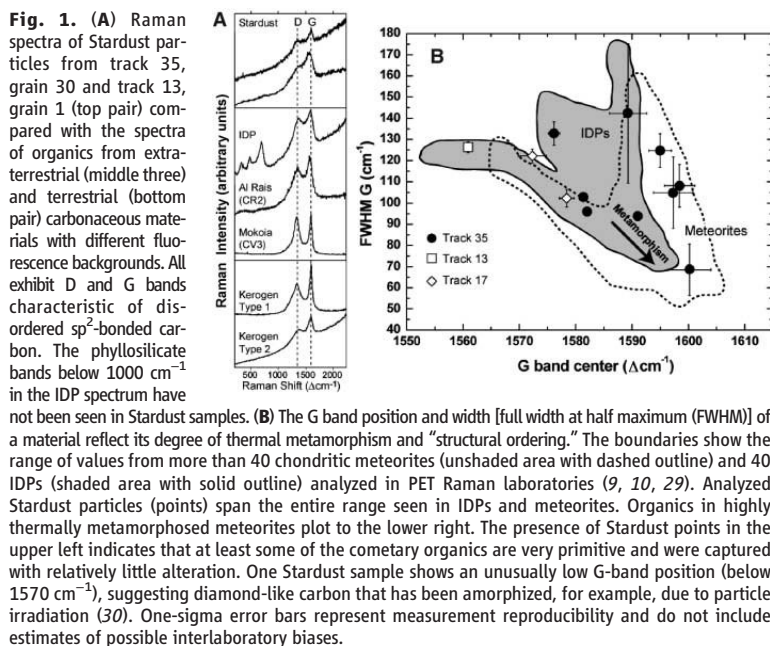 Fig. 1. (A) Raman
spectra of Stardust par-
ticles from track 35,
grain 30 and track 13,
grain 1 (top pair) com-
pared with the spectra
of organics from extra-
terrestrial (middle three)
and terrestrial (bottom
pair) carbonaceous mate-
rials with different fluo-
rescence backgrounds. All
exhibit D and G bands
characteristic of dis-
ordered sp²-bonded car-
bon. The phyllosilicate
bands below 1000 cm⁻¹
in the IDP spectrum have
not been seen in Stardust samples. (B) The G band position and width [full width at half maximum (FWHM)] of
a material reflect its degree of thermal metamorphism and “structural ordering.” The boundaries show the
range of values from more than 40 chondritic meteorites (unshaded area with dashed outline) and 40
IDPs (shaded area with solid outline) analyzed in PET Raman laboratories (9, 10, 29). Analyzed
Stardust particles (points) span the entire range seen in IDPs and meteorites. Organics in highly
thermally metamorphosed meteorites plot to the lower right. The presence of Stardust points in the
upper left indicates that at least some of the cometary organics are very primitive and were captured
with relatively little alteration. One Stardust sample shows an unusually low G-band position (below
1570 cm⁻¹), suggesting diamond-like carbon that has been amorphized, for example, due to particle
irradiation (30). One-sigma error bars represent measurement reproducibility and do not include
estimates of possible interlaboratory biases.
A
D G
Stardust
IDP
Al Rais
(CR2)
Mokoia
(CV3)
Kerogen
Type 1
Kerogen
Type 2
Raman Intensity (arbitrary units)
500 1000 1500 2000
Raman Shift (Δcm⁻¹)
B
180
170
160
150
140
130
120
110
100
90
80
70
60
50
40
FWHM G (cm⁻¹)
IDPs
Metamorphism
Meteorites
Track 35
Track 13
Track 17
1550 1560 1570 1580 1590 1600 1610
G band center (Δcm⁻¹)